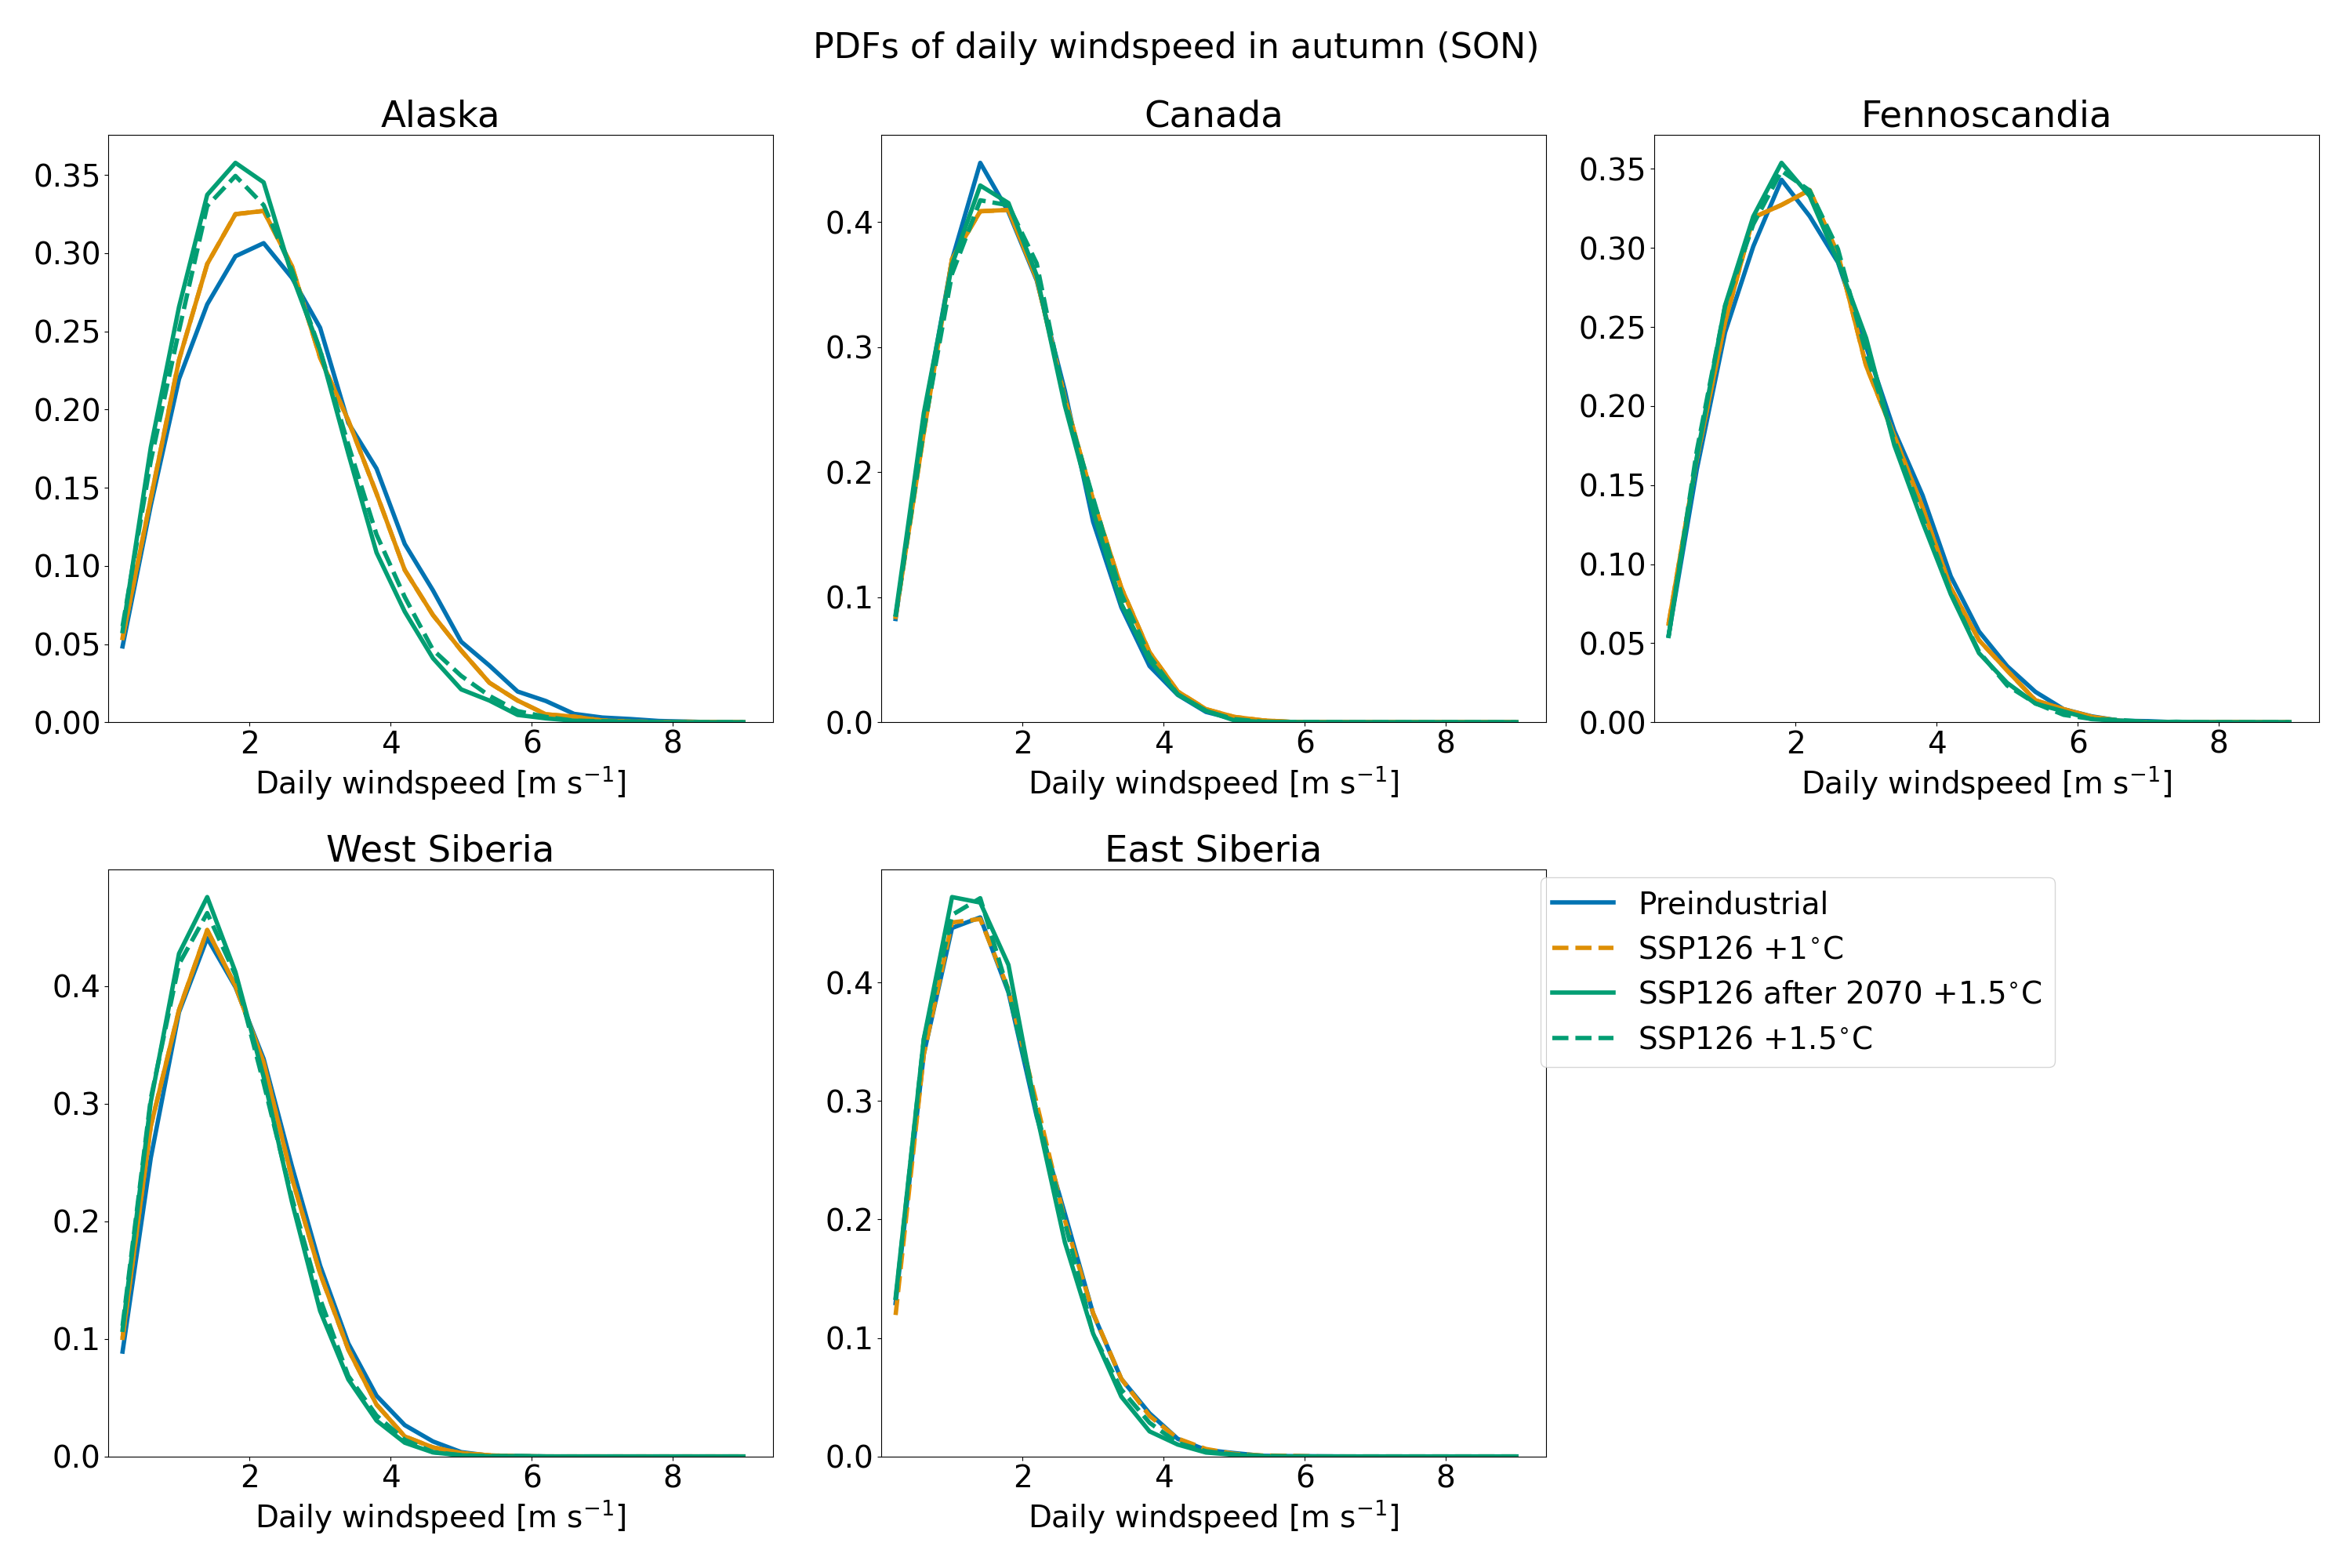 PDFs of daily windspeed in autumn (SON)
Alaska
0.35
0.30
0.25
0.20
0.15
0.10
0.05
0.00
2 4 6 8
Daily windspeed [m s⁻¹]
Canada
0.4
0.3
0.2
0.1
0.0
2 4 6 8
Daily windspeed [m s⁻¹]
Fennoscandia
0.35
0.30
0.25
0.20
0.15
0.10
0.05
0.00
2 4 6 8
Daily windspeed [m s⁻¹]
West Siberia
0.4
0.3
0.2
0.1
0.0
2 4 6 8
Daily windspeed [m s⁻¹]
East Siberia
0.4
0.3
0.2
0.1
0.0
2 4 6 8
Daily windspeed [m s⁻¹]
Preindustrial
SSP126 +1°C
SSP126 after 2070 +1.5°C
SSP126 +1.5°C